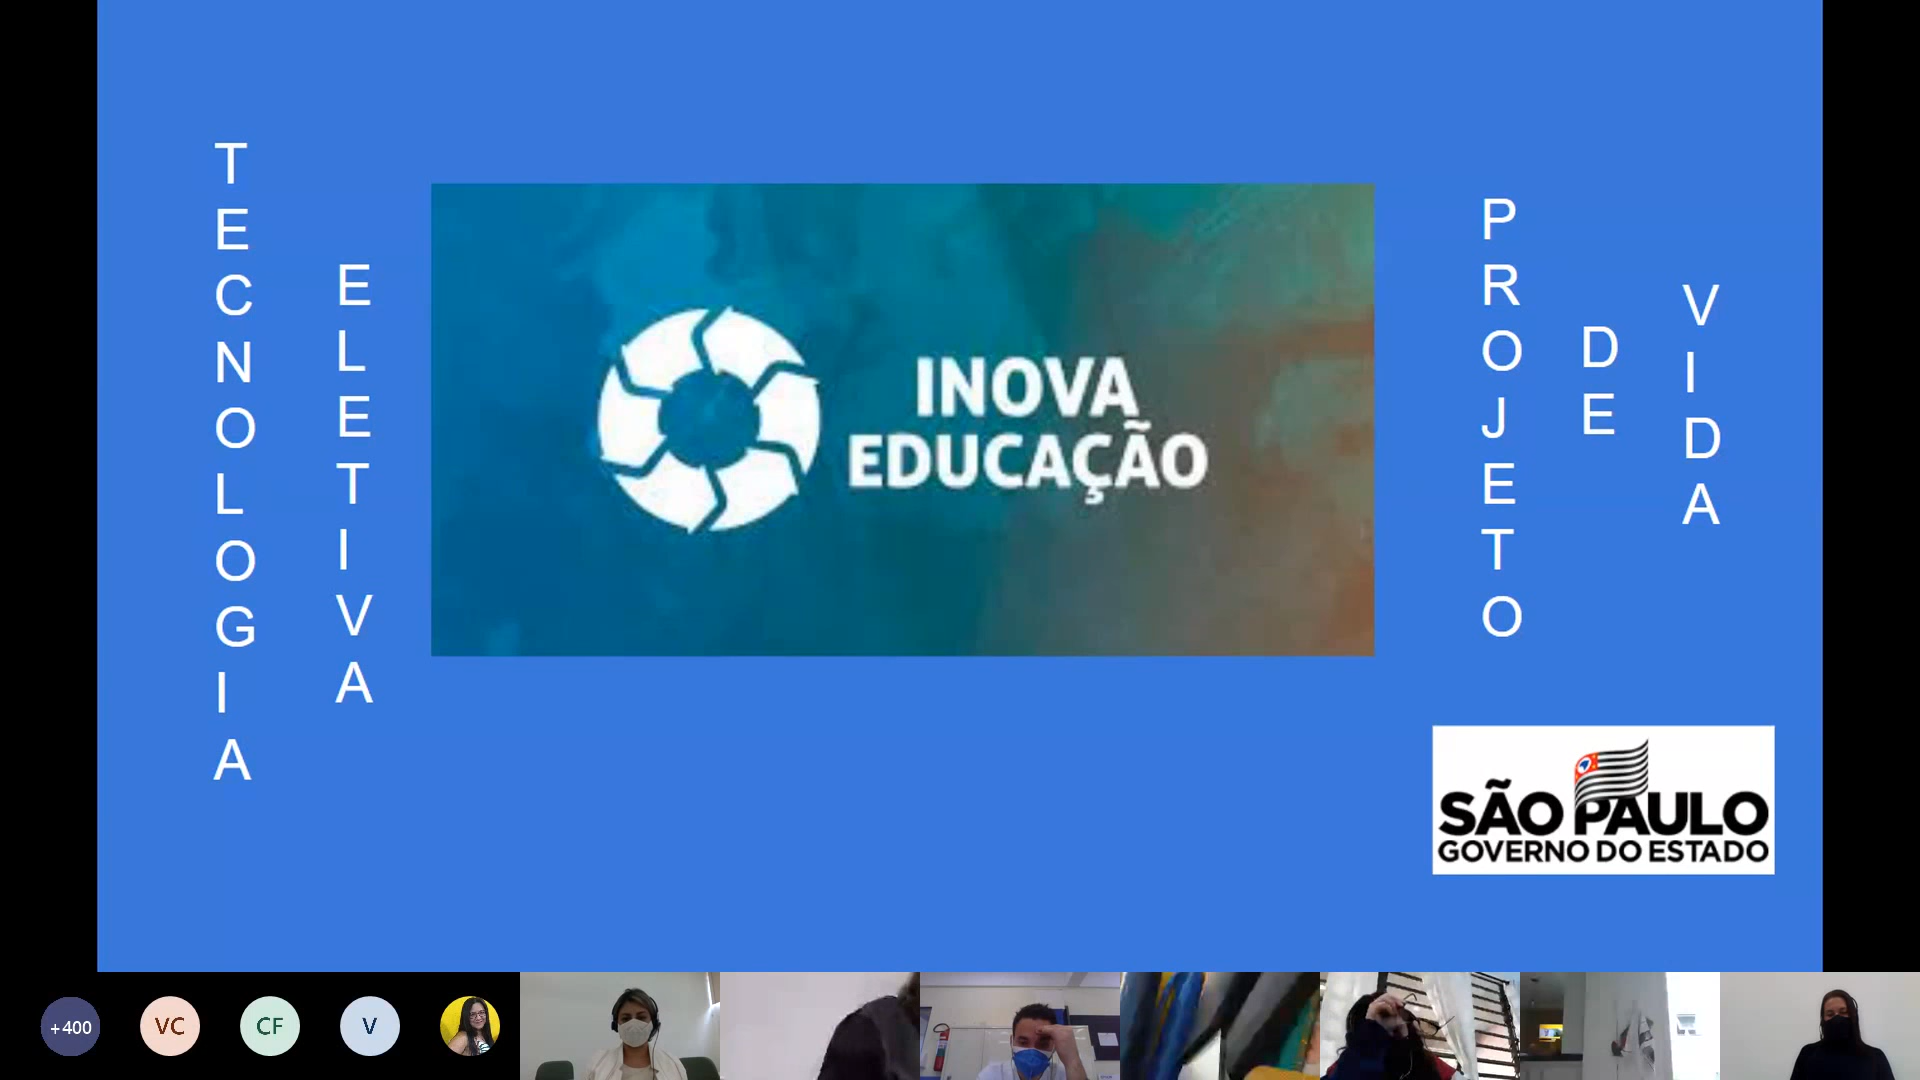 TECNOLOGIA
ELETIVA
INOVA
EDUCAÇÃO
PROJETO
DE
VIDA
SÃO PAULO
GOVERNO DO ESTADO
+400
VC
CF
V